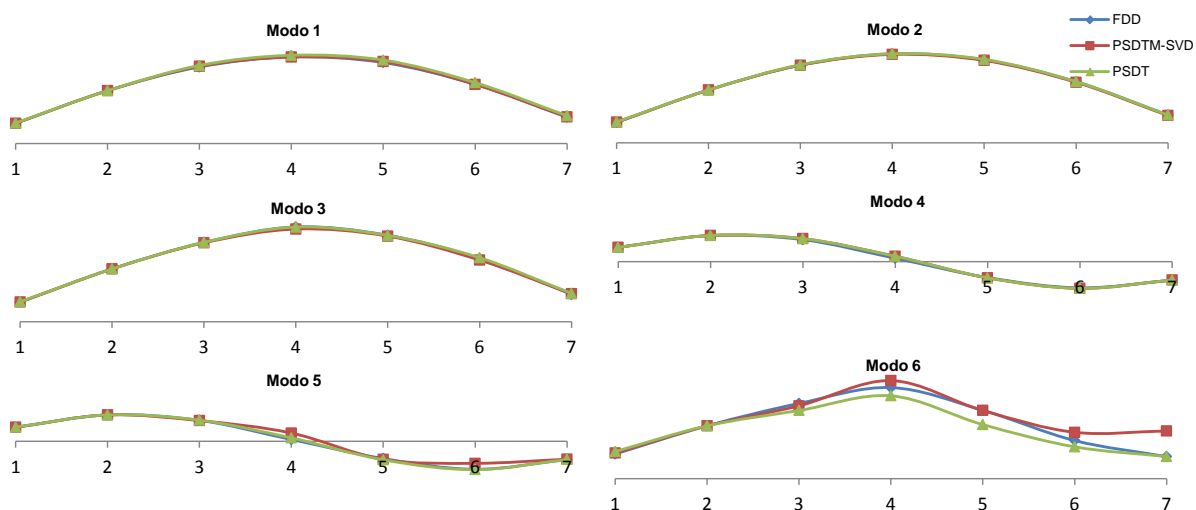 Modo 1
1 2 3 4 5 6 7
Modo 2
1 2 3 4 5 6 7
FDD
PSDTM-SVD
PSDT
Modo 3
1 2 3 4 5 6 7
Modo 4
1 2 3 4 5 6 7
Modo 5
1 2 3 4 5 6 7
Modo 6
1 2 3 4 5 6 7